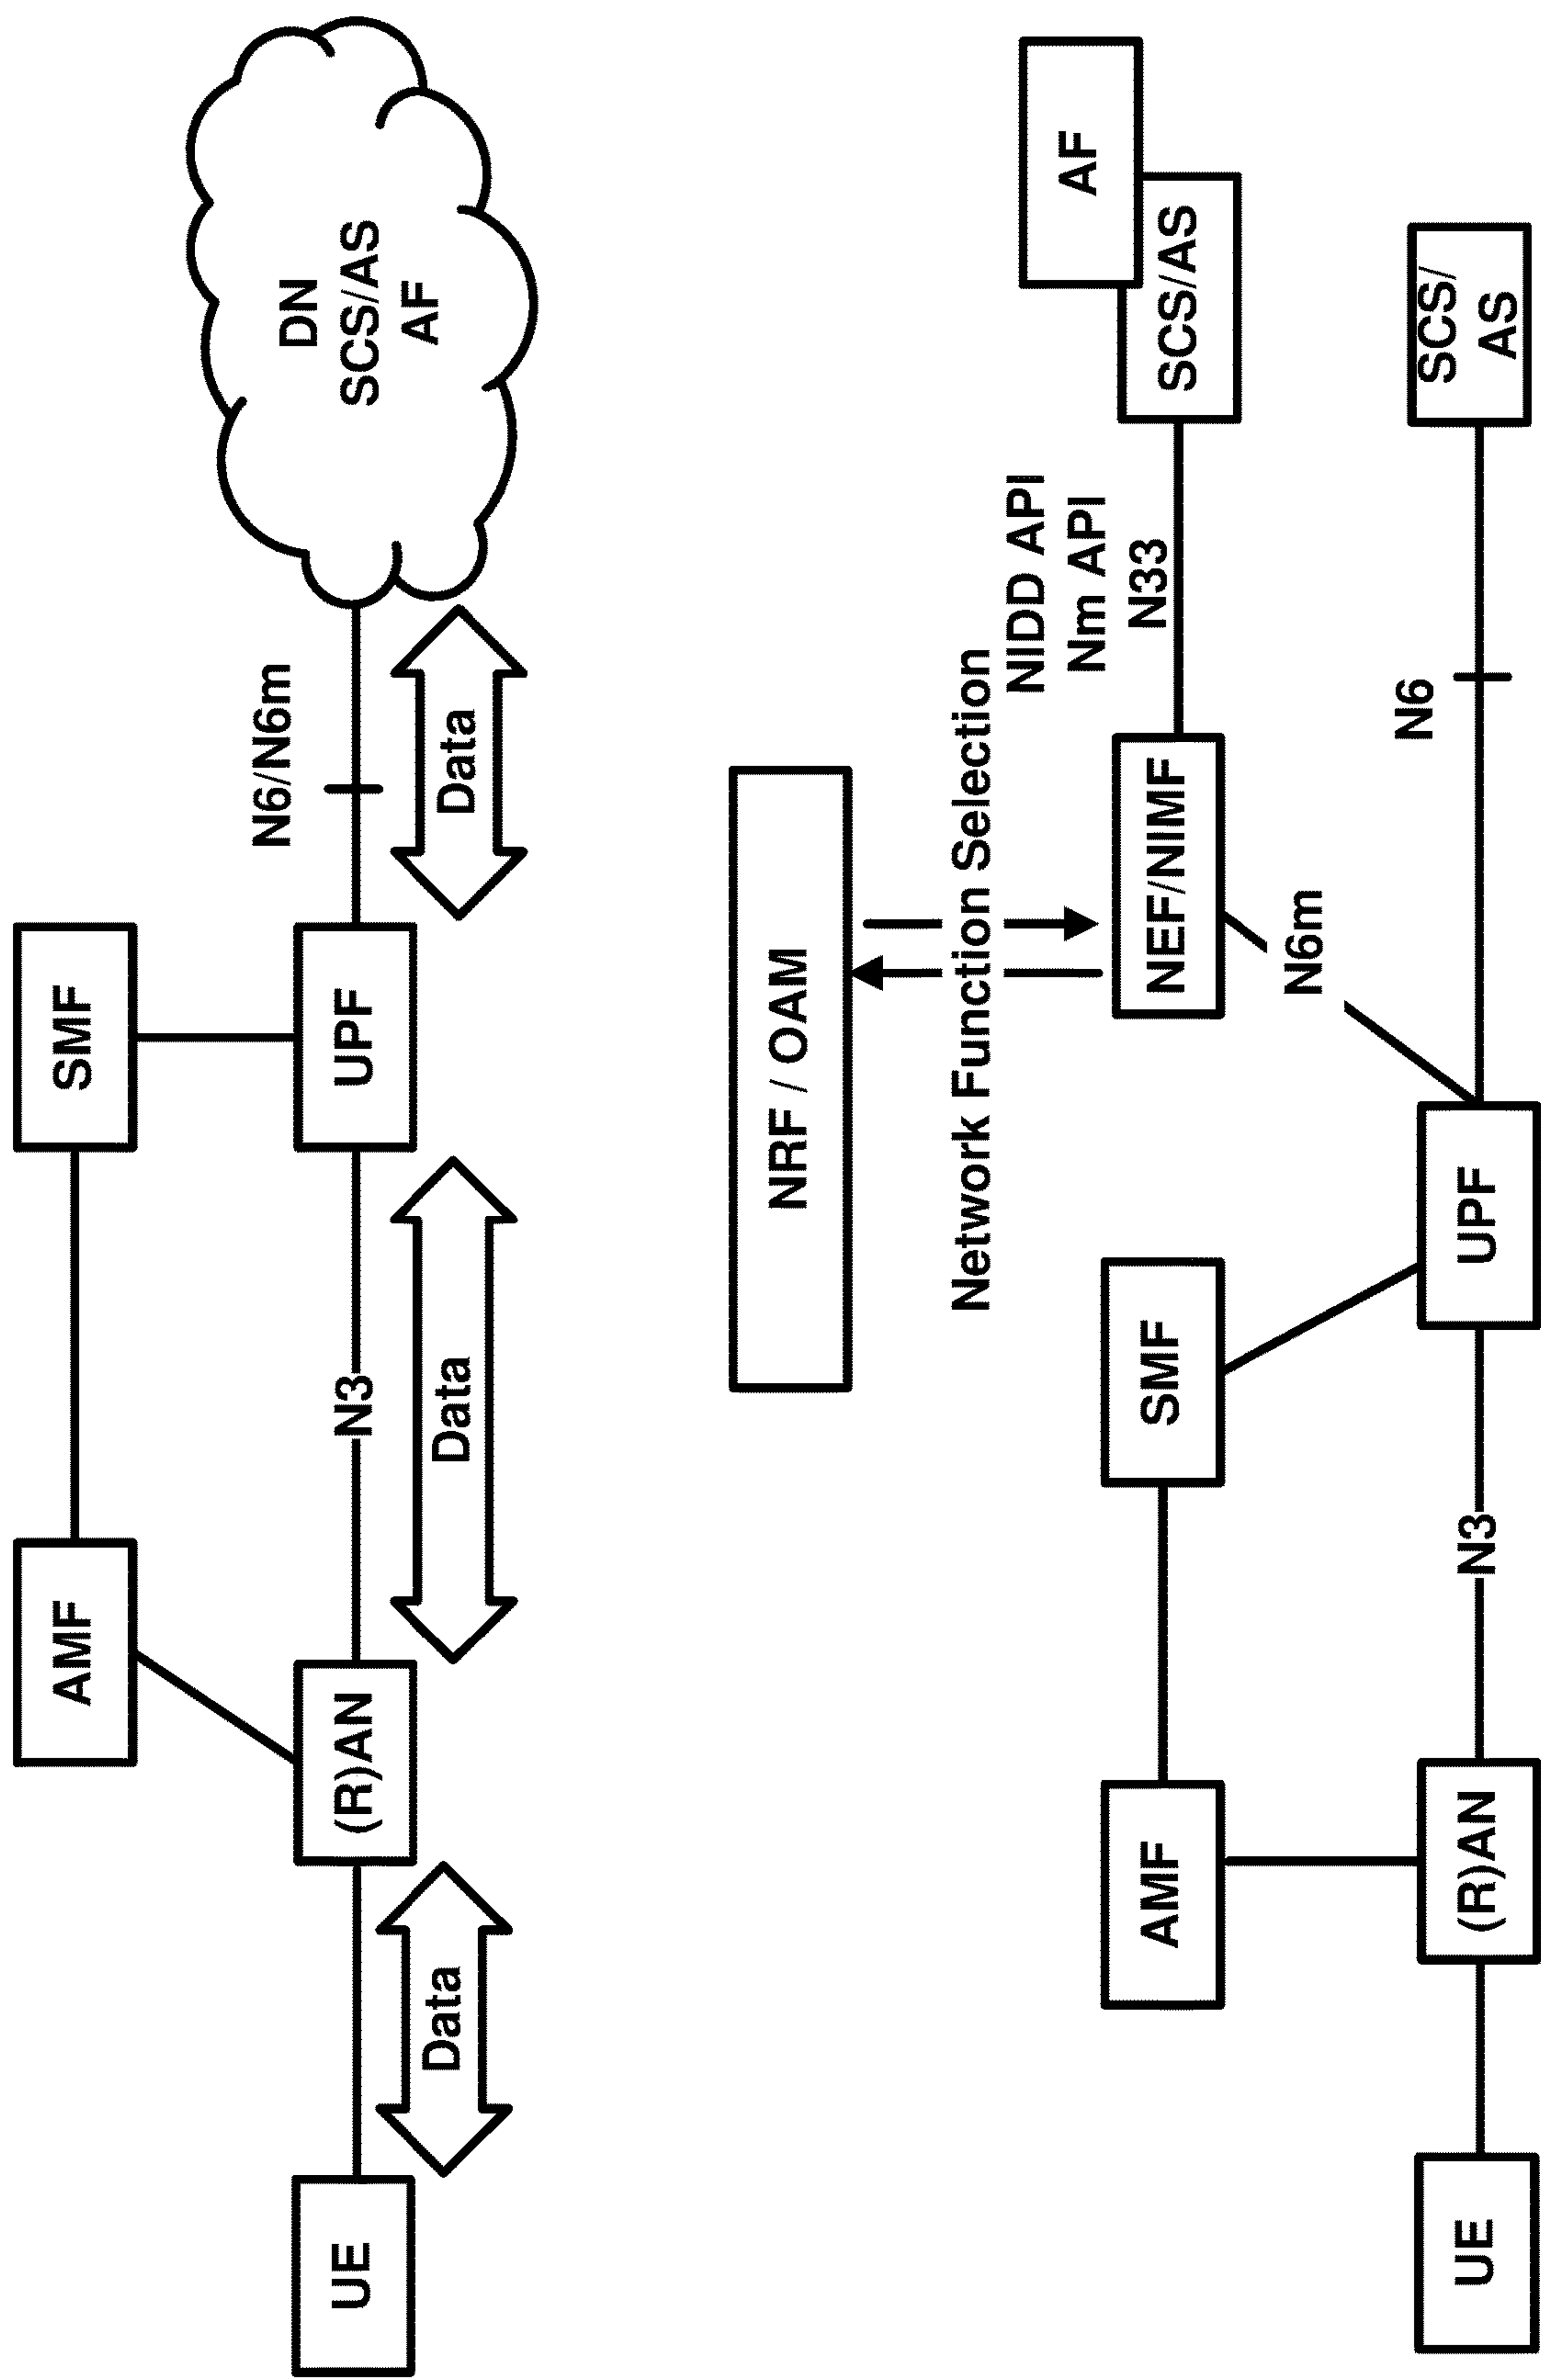 AMF
SMF
UE
(R)AN
N3
UPF
N6/N6m
DN
SCS/AS
AF
Data
Data
Data
NRF / OAM
Network Function Selection
NIDD API
Nm API
N33
AF
SCS/AS
AMF
SMF
NEF/NIMF
N6m
UE
(R)AN
N3
UPF
N6
SCS/
AS